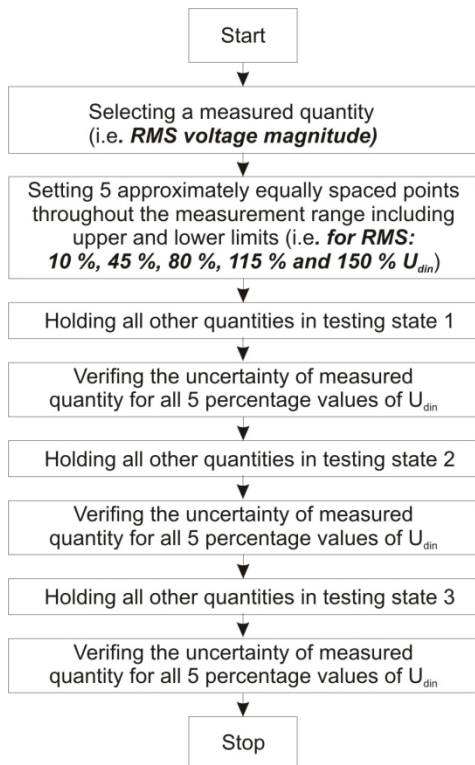 Start
Selecting a measured quantity
(i.e. RMS voltage magnitude)
Setting 5 approximately equally spaced points
throughout the measurement range including
upper and lower limits (i.e. for RMS:
10 %, 45 %, 80 %, 115 % and 150 % Udin)
Holding all other quantities in testing state 1
Verifing the uncertainty of measured
quantity for all 5 percentage values of Udin
Holding all other quantities in testing state 2
Verifing the uncertainty of measured
quantity for all 5 percentage values of Udin
Holding all other quantities in testing state 3
Verifing the uncertainty of measured
quantity for all 5 percentage values of Udin
Stop